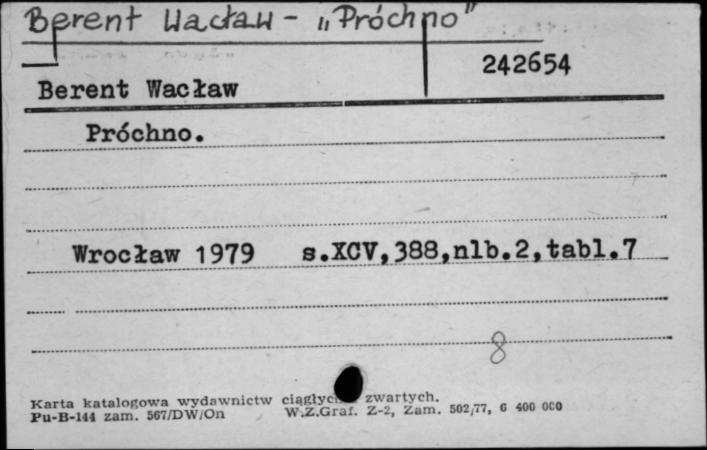 Berent Wacław - „Próchno"
242654
Berent Wacław
Próchno.
Wrocław 1979 s.XCV,388,nlb.2,tabl.7
8
Karta katalogowa wydawnictw ciągłyc zwartych.
Pu-B-144 zam. 567/DW/On W.Z.Graf. Z-2, Zam. 502/77, 6 400 000